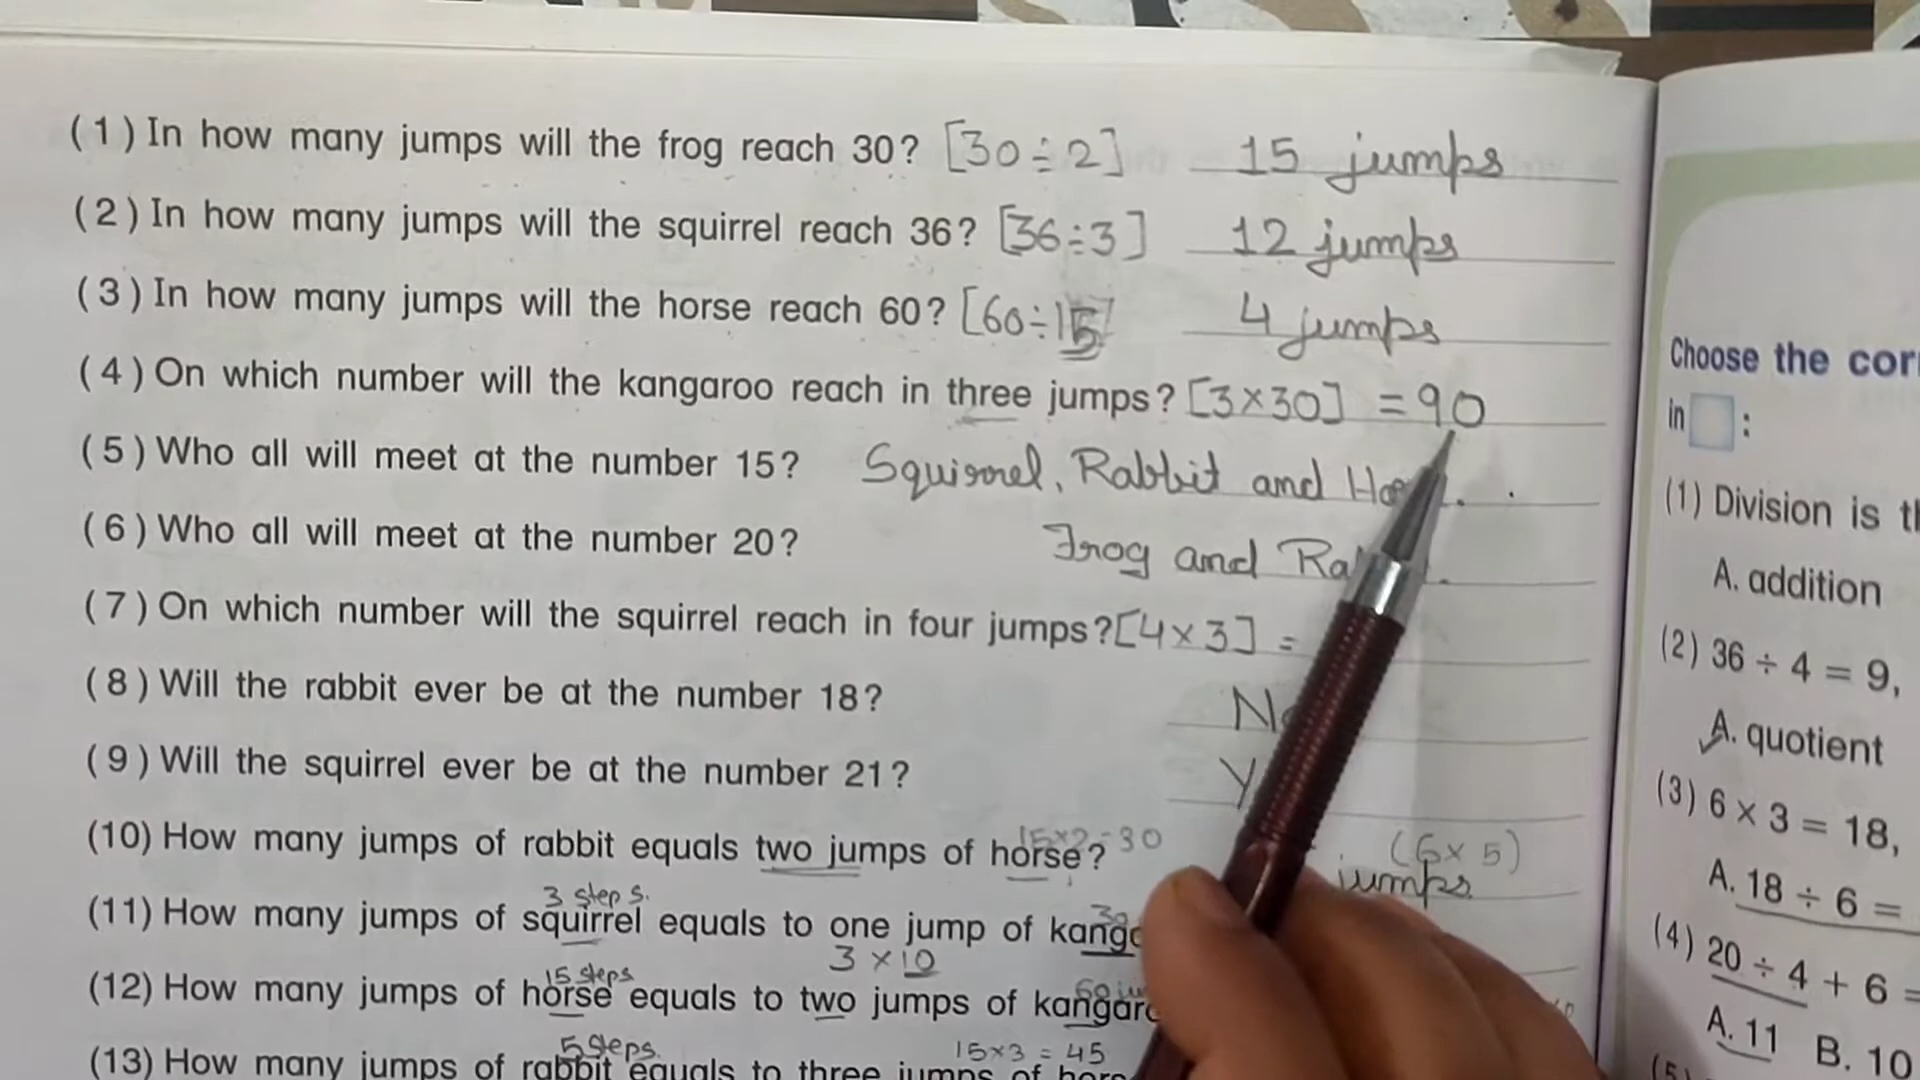 (1) In how many jumps will the frog reach 30? [30÷2] 15 jumps
(2) In how many jumps will the squirrel reach 36? [36÷3] 12 jumps
(3) In how many jumps will the horse reach 60? [60÷15] 4 jumps
(4) On which number will the kangaroo reach in three jumps? [3×30] = 90
(5) Who all will meet at the number 15? Squirrel, Rabbit and
(6) Who all will meet at the number 20? Frog and
(7) On which number will the squirrel reach in four jumps? [4×3] =
(8) Will the rabbit ever be at the number 18?
(9) Will the squirrel ever be at the number 21?
15×2=30 (6×5)
(10) How many jumps of rabbit equals two jumps of horse? jumps
3 steps. 30
(11) How many jumps of squirrel equals to one jump of
3 × 10
15 steps
(12) How many jumps of horse equals to two jumps of
5 steps. 15×3 = 45
(13) How many jumps of rabbit equals to three jumps of
Choose the
in :
(1) Division is
A. addition
(2) 36 ÷ 4 = 9,
A. quotient
(3) 6 × 3 = 18,
A. 18 ÷ 6 =
(4) 20 ÷ 4 + 6 =
A. 11 B. 10